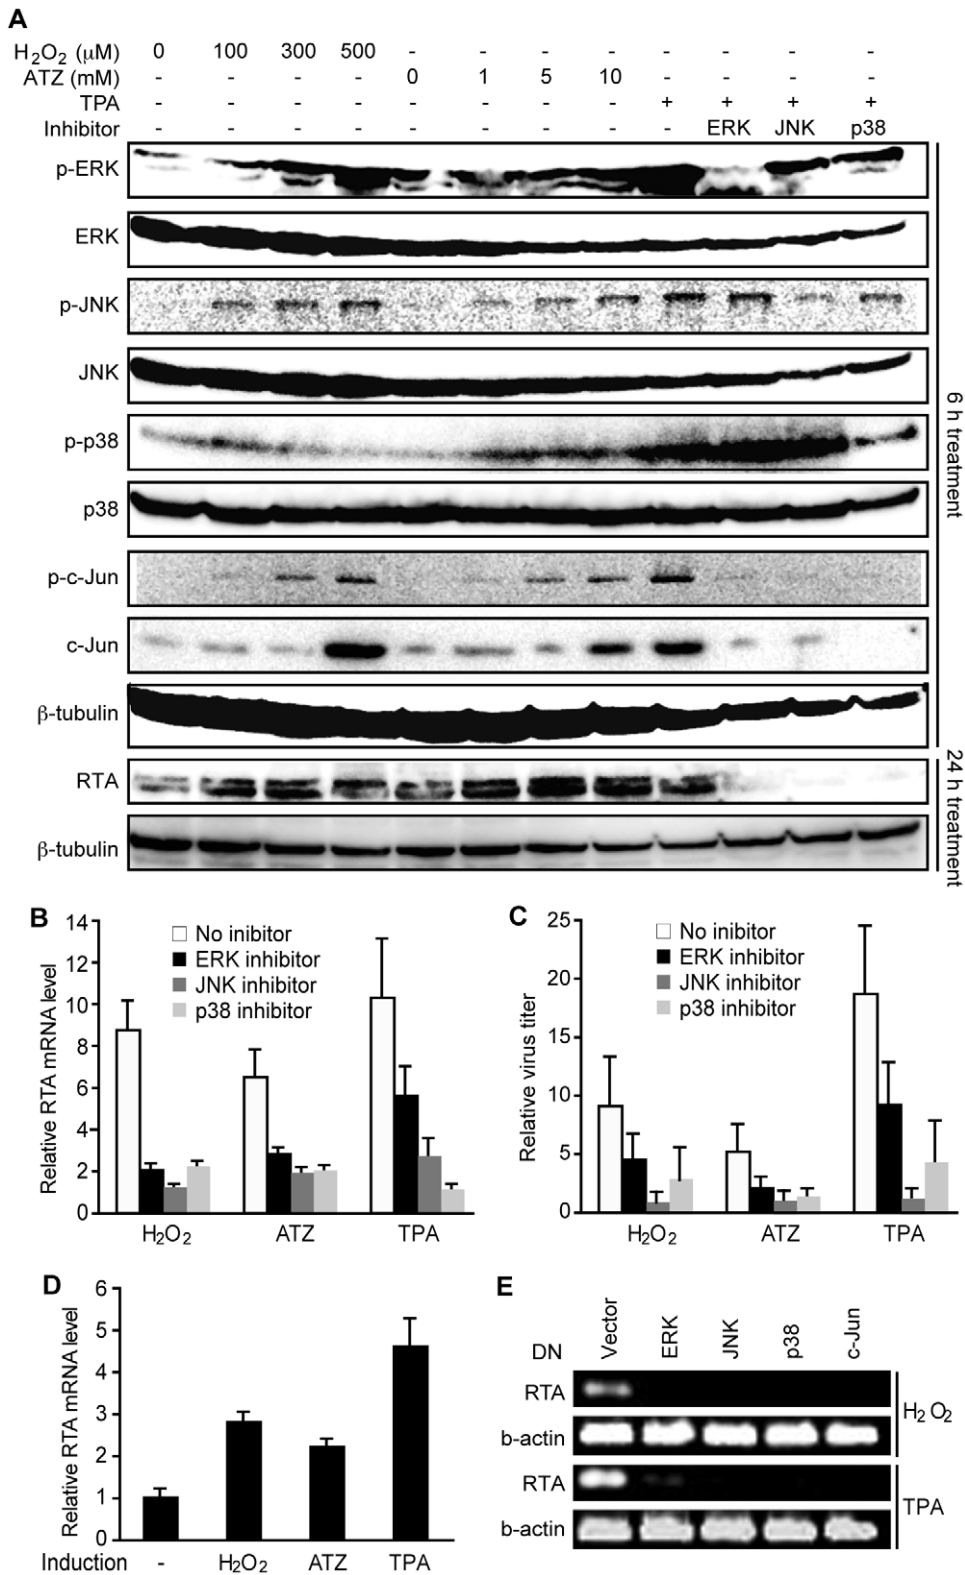 A
H2O2 (μM) 0 100 300 500 - - - - - - - -
ATZ (mM) - - - - 0 1 5 10 - - - -
TPA - - - - - - - - + + + +
Inhibitor - - - - - - - - - ERK JNK p38
p-ERK
ERK
p-JNK
JNK
p-p38
p38
p-c-Jun
c-Jun
β-tubulin
6 h treatment
RTA
β-tubulin
24 h treatment
B
Relative RTA mRNA level
14
12
10
8
6
4
2
0
No inibitor
ERK inhibitor
JNK inhibitor
p38 inhibitor
H2O2 ATZ TPA
C
Relative virus titer
25
20
15
10
5
0
No inibitor
ERK inhibitor
JNK inhibitor
p38 inhibitor
H2O2 ATZ TPA
D
Relative RTA mRNA level
6
5
4
3
2
1
0
Induction - H2O2 ATZ TPA
E
DN Vector ERK JNK p38 c-Jun
RTA
b-actin
H2O2
RTA
b-actin
TPA